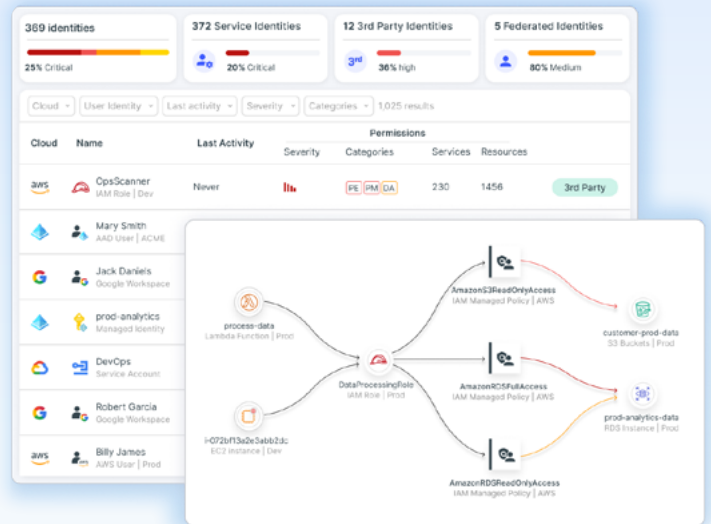 369 identities
25% Critical
372 Service Identities
20% Critical
12 3rd Party Identities
3rd
36% high
5 Federated Identities
80% Medium
Cloud User Identity Last activity Severity Categories 1,025 results
Permissions
Cloud Name Last Activity Severity Categories Services Resources
aws OpsScanner Never PE PM DA 230 1456 3rd Party
IAM Role | Dev
Mary Smith
AAD User | ACME
Jack Daniels
Google Workspace
prod-analytics
Managed Identity
DevOps
Service Account
Robert Garcia
Google Workspace
aws Billy James
AWS User | Prod
process-data
Lambda Function | Prod
i-072bf13a2e3abb2dc
EC2 Instance | Dev
DataProcessingRole
IAM Role | Prod
AmazonS3ReadOnlyAccess
IAM Managed Policy | AWS
AmazonRDSFullAccess
IAM Managed Policy | AWS
AmazonRDSReadOnlyAccess
IAM Managed Policy | AWS
customer-prod-data
S3 Buckets | Prod
prod-analytics-data
RDS Instance | Prod